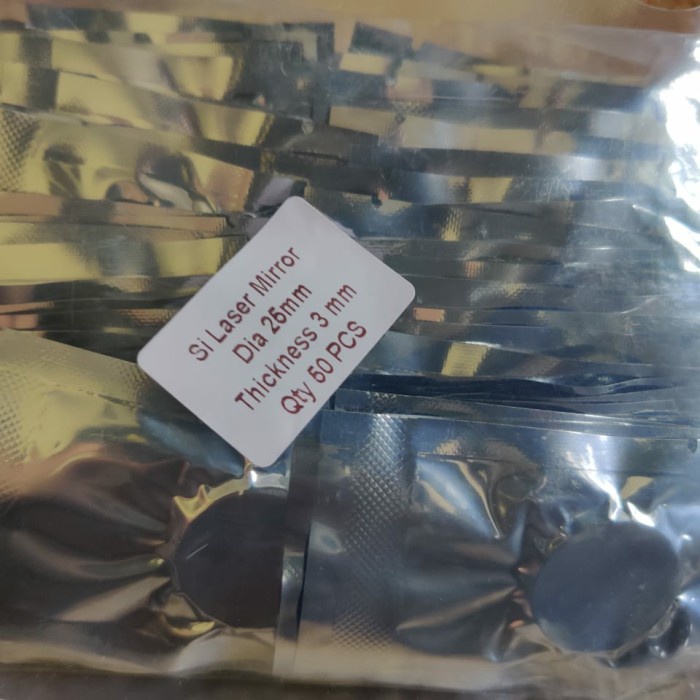 Si Laser Mirror
Dia 25mm
Thickness 3 mm
Qty 50 PCS